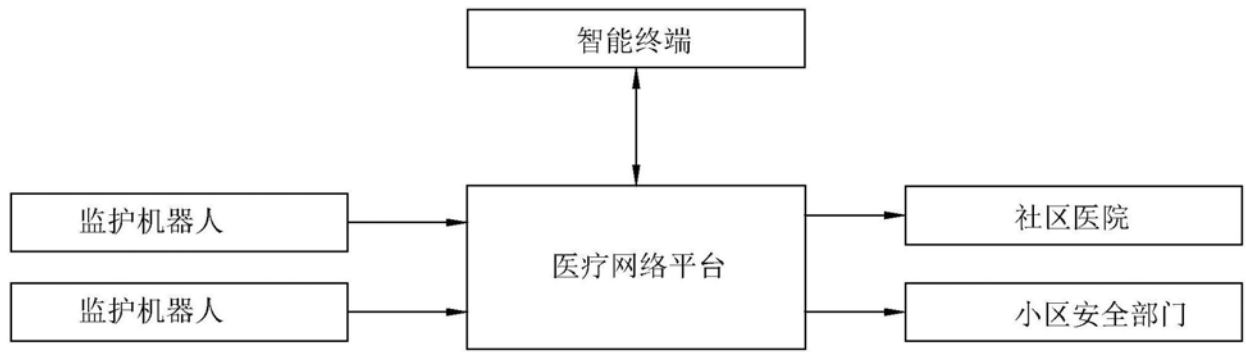 智能终端
监护机器人
社区医院
医疗网络平台
监护机器人
小区安全部门